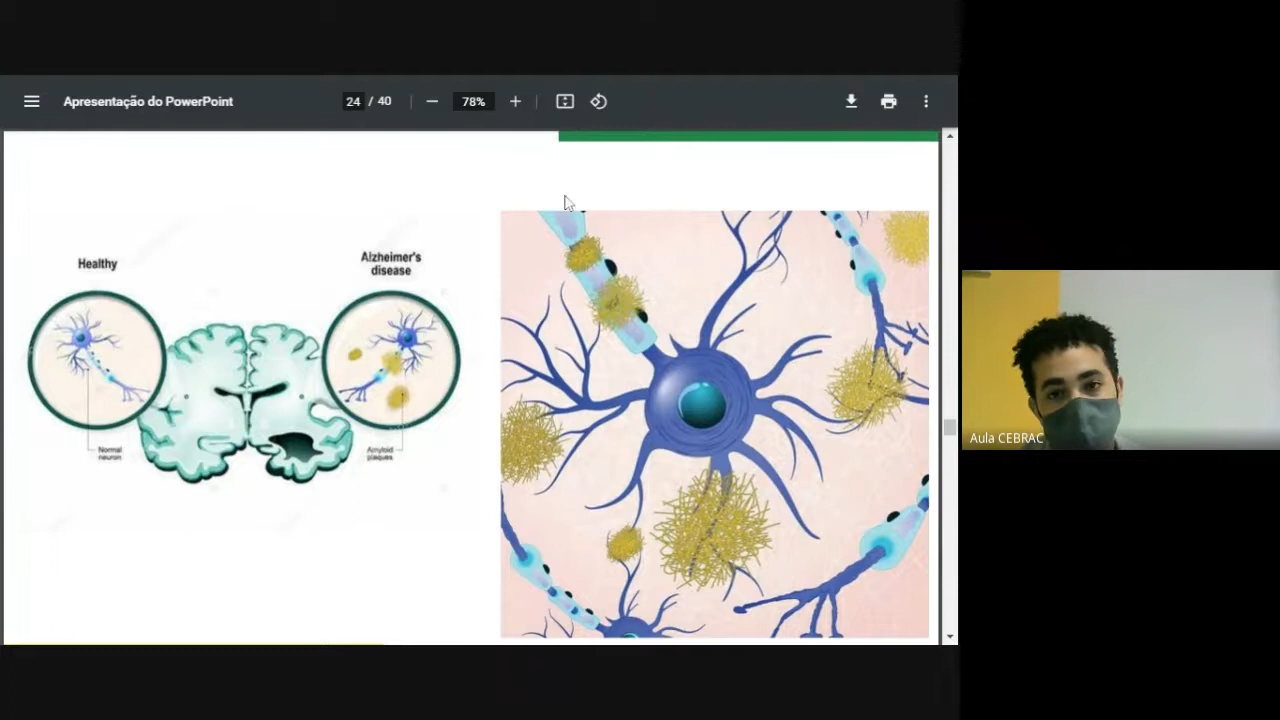 Apresentação do PowerPoint
24 / 40
78%
Healthy
Alzheimer's
disease
Normal
neuron
Amyloid
plaques
Aula CEBRAC